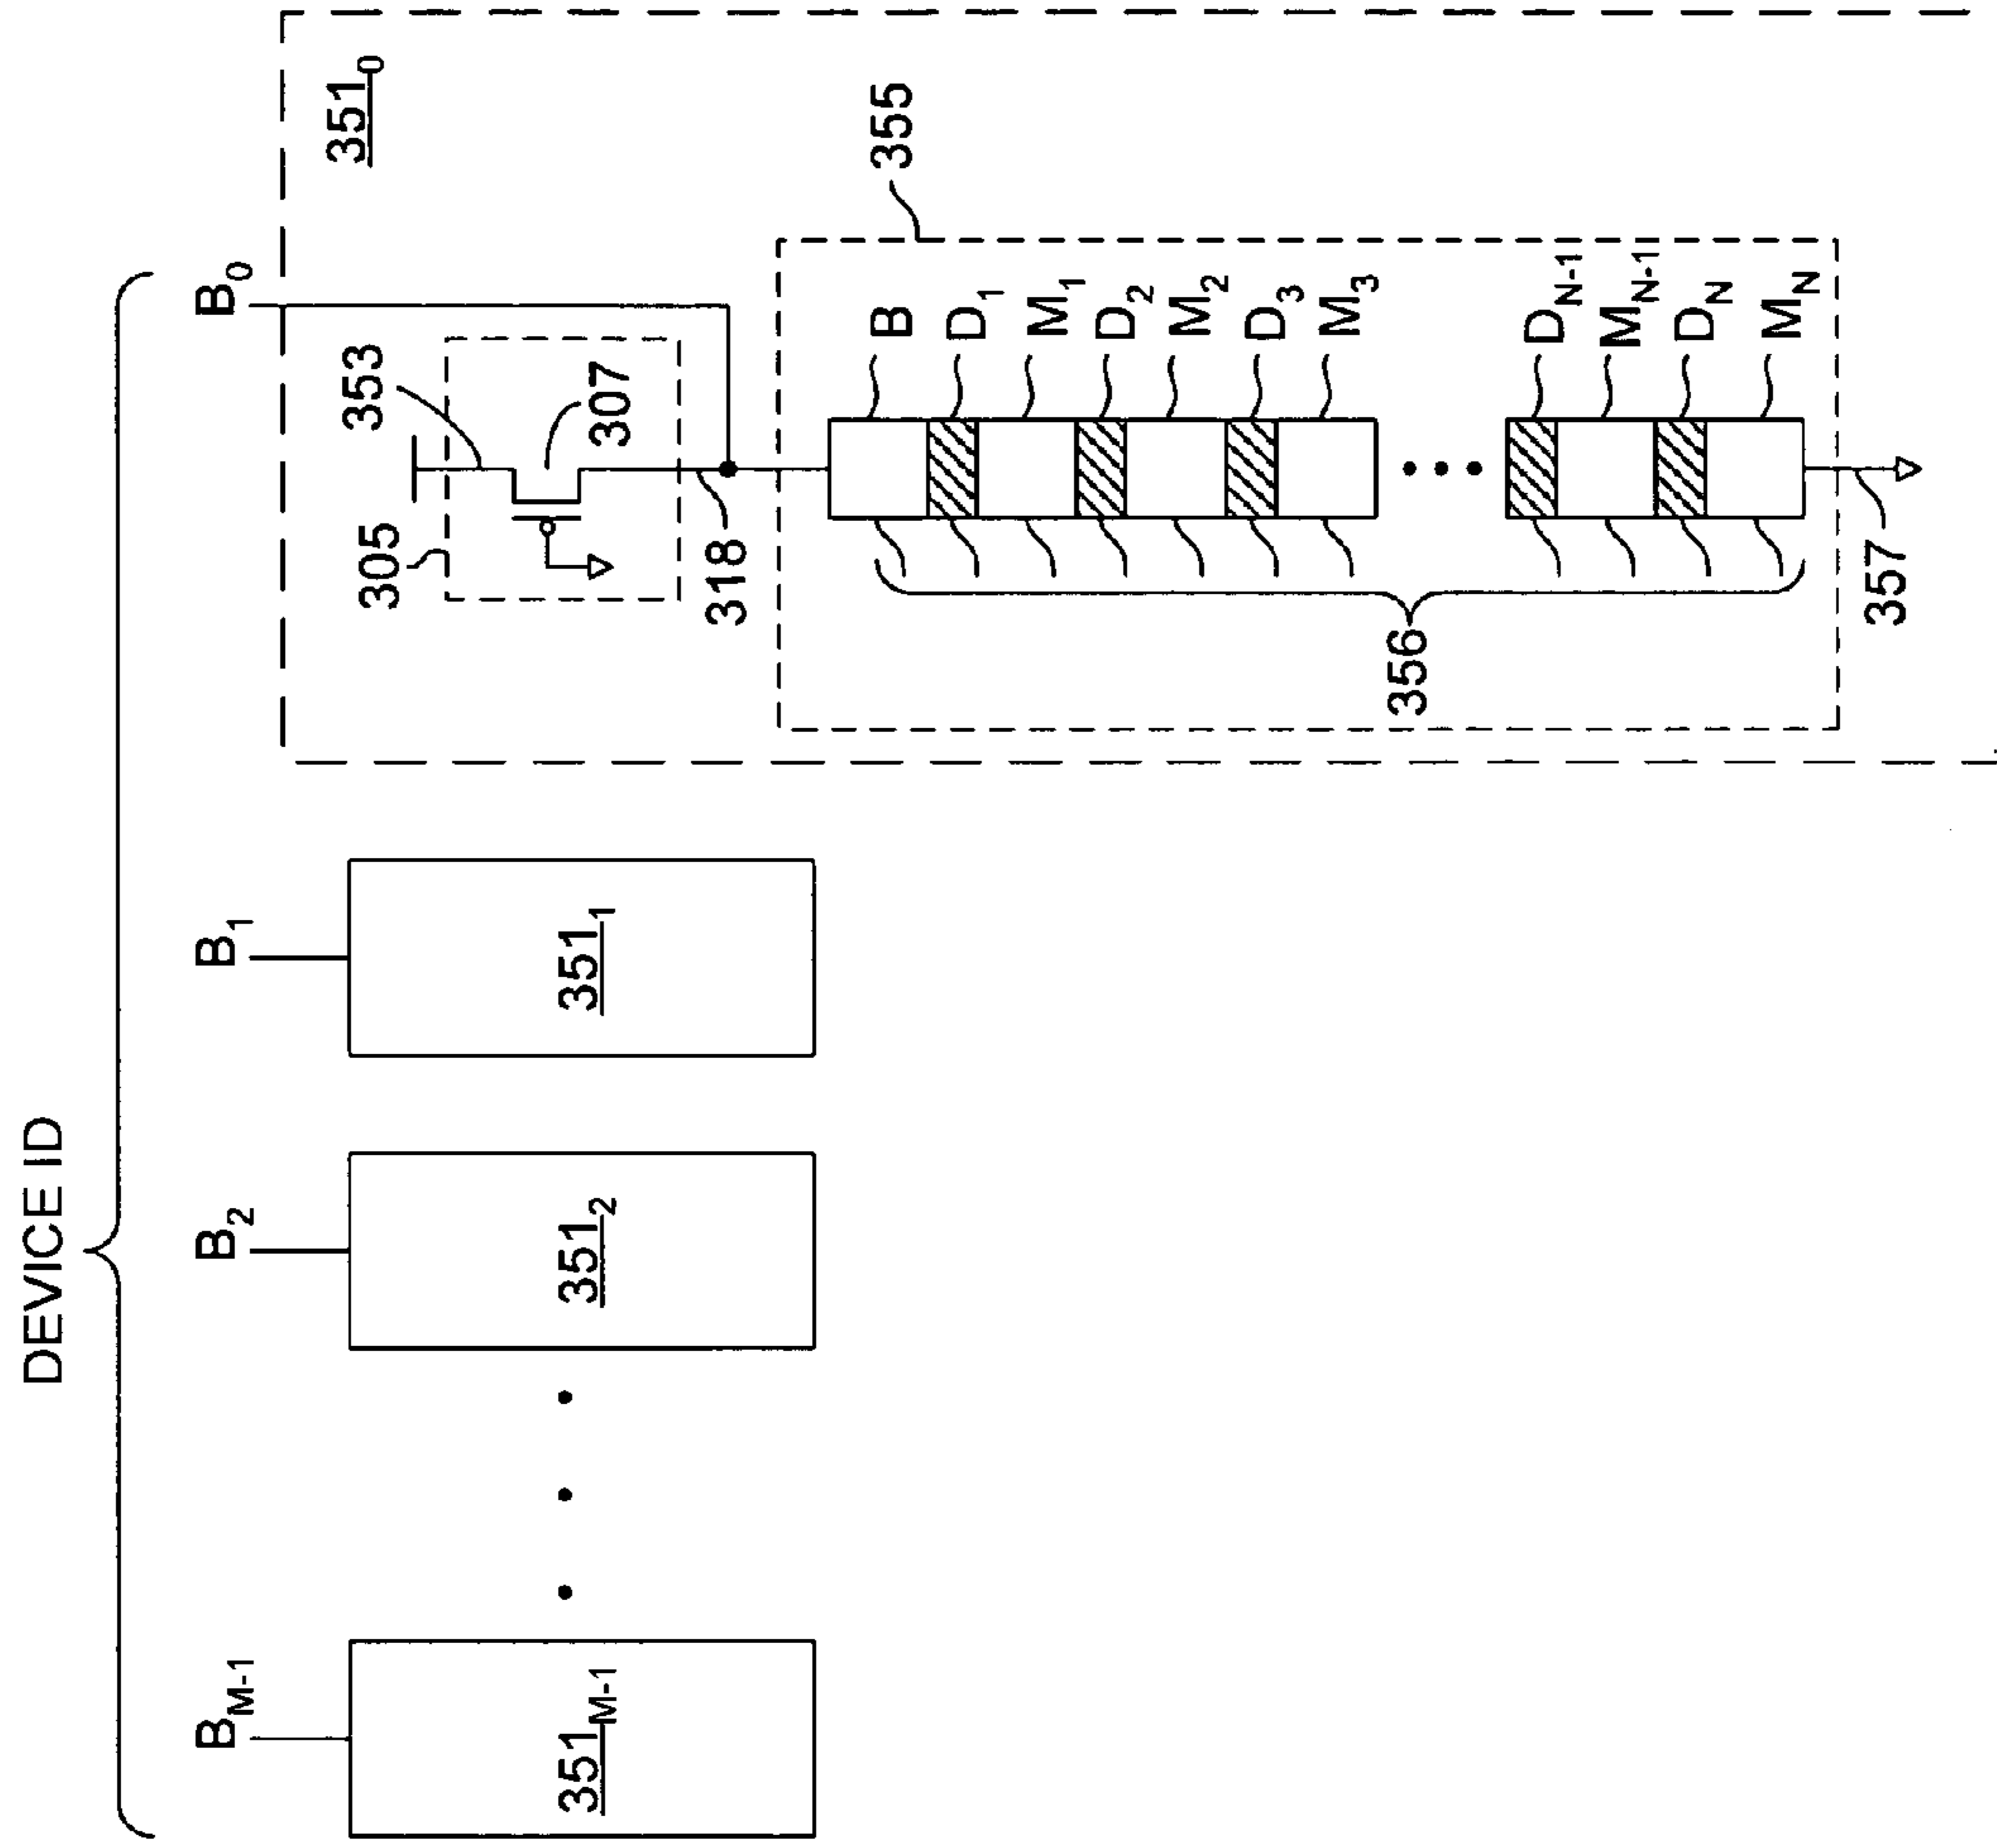 DEVICE ID
B0
B1
B2
BM-1
3510
353
305
307
318
355
B
D1
M1
D2
M2
D3
M3
DN-1
MN-1
DN
MN
356
357
3511
3512
351M-1